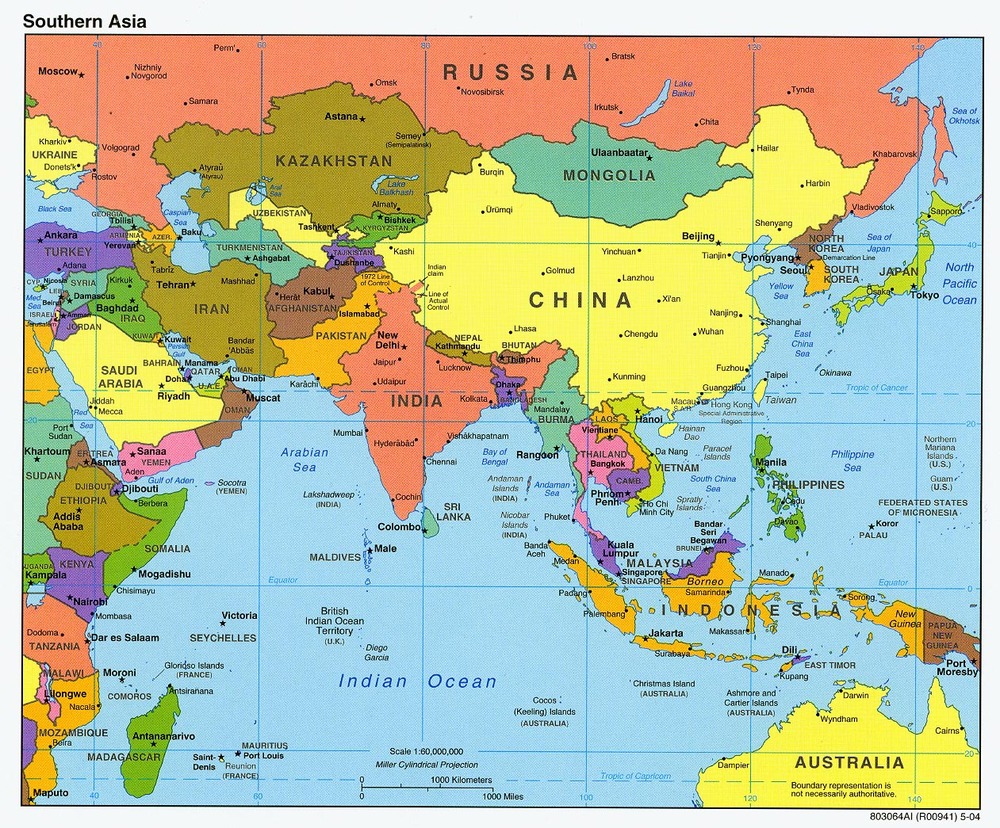 Southern Asia
40
60
80
100
120
140
Perm'
Moscow
Nizhniy
Novgorod
Samara
Omsk
Novosibirsk
RUSSIA
Bratsk
Lake
Baikal
Irkutsk
Chita
Tynda
Sea of
Okhotsk
Kharkiv
UKRAINE
Donets'k
Volgograd
Rostov
Astana
Semey
(Semipalatinsk)
KAZAKHSTAN
Atyraū
(Atyrau)
Aral
Sea
Lake
Balkhash
Almaty
Burqin
Ulaanbaatar
MONGOLIA
Hailar
Harbin
Khabarovsk
Black Sea
GEORGIA
Tbilisi
Caspian
Sea
UZBEKISTAN
Tashkent
Bishkek
KYRGYZSTAN
Ürümqi
Vladivostok
Sapporo
Ankara
TURKEY
Adana
ARMENIA
Yerevan
AZER.
Baku
TURKMENISTAN
Ashgabat
TAJIKISTAN
Dushanbe
Kashi
Yinchuan
Beijing
Tianjin
Shenyang
NORTH
KOREA
Pyongyang
Demarcation Line
Seoul
SOUTH
KOREA
Sea of
Japan
JAPAN
Osaka
Tokyo
40
North
Pacific
Ocean
CYP.
Nicosia
Med.
Sea
LEB.
Beirut
SYRIA
Damascus
ISRAEL
Jerusalem
Amman
JORDAN
Kirkuk
Baghdad
IRAQ
Tabriz
Tehran
Mashhad
IRAN
Herāt
Kabul
AFGHANISTAN
1972 Line
of Control
Indian
claim
Line of
Actual
Control
Islamabad
PAKISTAN
Golmud
Lanzhou
Xi'an
CHINA
Yellow
Sea
Nanjing
Shanghai
East
China
Sea
EGYPT
KUWAIT
Kuwait
Persian
Gulf
BAHRAIN
Manama
QATAR
Doha
Bandar
'Abbās
OMAN
Abu Dhabi
U.A.E.
Muscat
OMAN
SAUDI
ARABIA
Riyadh
Jiddah
Mecca
Red
Sea
Karāchi
New
Delhi
Jaipur
Udaipur
Lucknow
NEPAL
Kathmandu
BHUTAN
Thimphu
Lhasa
Chengdu
Wuhan
Kunming
Fuzhou
Taipei
Okinawa
Tropic of Cancer
Guangzhou
Taiwan
Macau
S.A.R.
Hong Kong
Special Administrative
Region
INDIA
Dhaka
BANGLADESH
Kolkata
Mandalay
BURMA
LAOS
Hanoi
Vientiane
Hainan
Dao
20
Port
Sudan
Khartoum
SUDAN
ERITREA
Asmara
Sanaa
YEMEN
Aden
Gulf of Aden
DJIBOUTI
Djibouti
Berbera
Socotra
(YEMEN)
Mumbai
Hyderābād
Vishākhapatnam
Arabian
Sea
Bay of
Bengal
Chennai
Rangoon
THAILAND
Bangkok
Da Nang
VIETNAM
Paracel
Islands
Manila
PHILIPPINES
Philippine
Sea
Northern
Mariana
Islands
(U.S.)
Guam
(U.S.)
Andaman
Islands
(INDIA)
Andaman
Sea
CAMB.
Phnom
Penh
Ho Chi
Minh City
South China
Sea
Spratly
Islands
Cedu
FEDERATED STATES
OF MICRONESIA
Lakshadweep
(INDIA)
Cochin
ETHIOPIA
Addis
Ababa
SRI
LANKA
Colombo
Nicobar
Islands
(INDIA)
Phuket
Davao
Koror
PALAU
SOMALIA
MALDIVES
Male
Banda
Aceh
Medan
Kuala
Lumpur
MALAYSIA
Bandar
Seri
Begawan
BRUNEI
UGANDA
Kampala
KENYA
Mogadishu
Chisimayu
Equator
Singapore
SINGAPORE
Borneo
Samarinda
Manado
Equator
0
Nairobi
Mombasa
Padang
Palembang
INDONESIA
Sorong
New
Guinea
PAPUA
NEW
GUINEA
Victoria
SEYCHELLES
British
Indian Ocean
Territory
(U.K.)
Diego
Garcia
Dodoma
Dar es Salaam
TANZANIA
Jakarta
Surabaya
Makassar
Dili
EAST TIMOR
Kupang
Port
Moresby
MALAWI
Lilongwe
Moroni
COMOROS
Glorioso Islands
(FRANCE)
Antsiranana
Nacala
Indian Ocean
Christmas Island
(AUSTRALIA)
Cocos
(Keeling) Islands
(AUSTRALIA)
Ashmore and
Cartier Islands
(AUSTRALIA)
Darwin
Wyndham
Cairns
MOZAMBIQUE
Beira
Antananarivo
MADAGASCAR
MAURITIUS
Port Louis
Saint-
Denis
Reunion
(FRANCE)
Scale 1:60,000,000
Miller Cylindrical Projection
0
1000 Kilometers
0
1000 Miles
Tropic of Capricorn
Dampier
20
AUSTRALIA
Boundary representation is
not necessarily authoritative.
Maputo
40
60
100
120
140
803064AI (R00941) 5-04